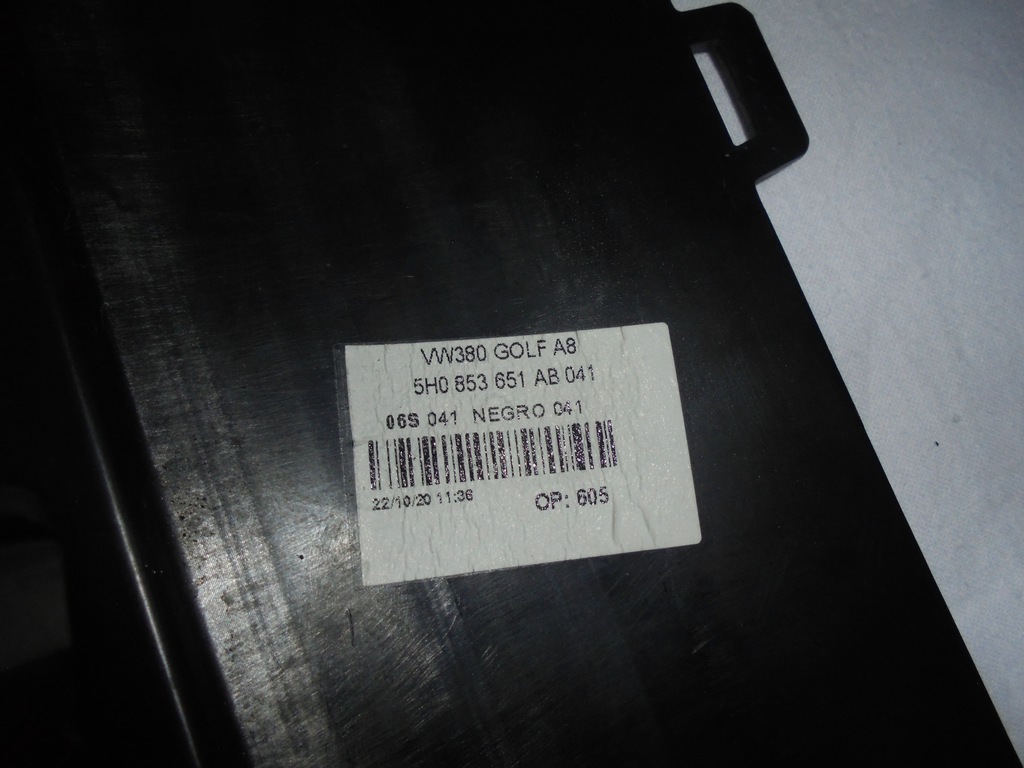 VW380 GOLF A8
5H0 853 651 AB 041
06S 041 NEGRO 041
22/10/20 11:36 OP: 605